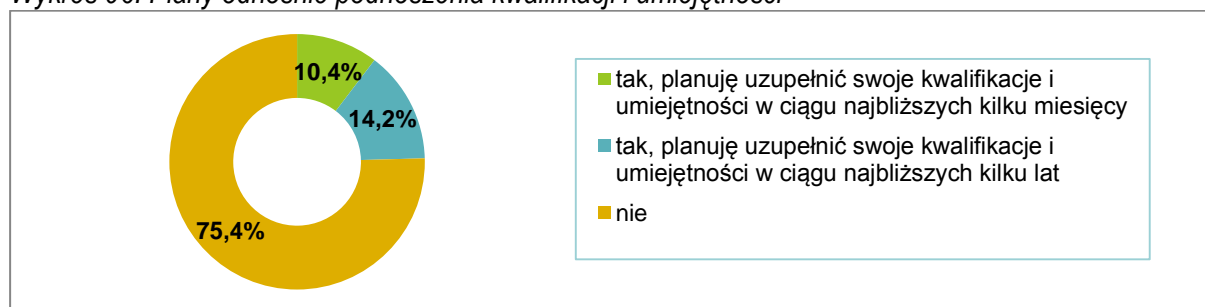 10,4%
14,2%
75,4%
tak, planuję uzupełnić swoje kwalifikacje i
umiejętności w ciągu najbliższych kilku miesięcy
tak, planuję uzupełnić swoje kwalifikacje i
umiejętności w ciągu najbliższych kilku lat
nie